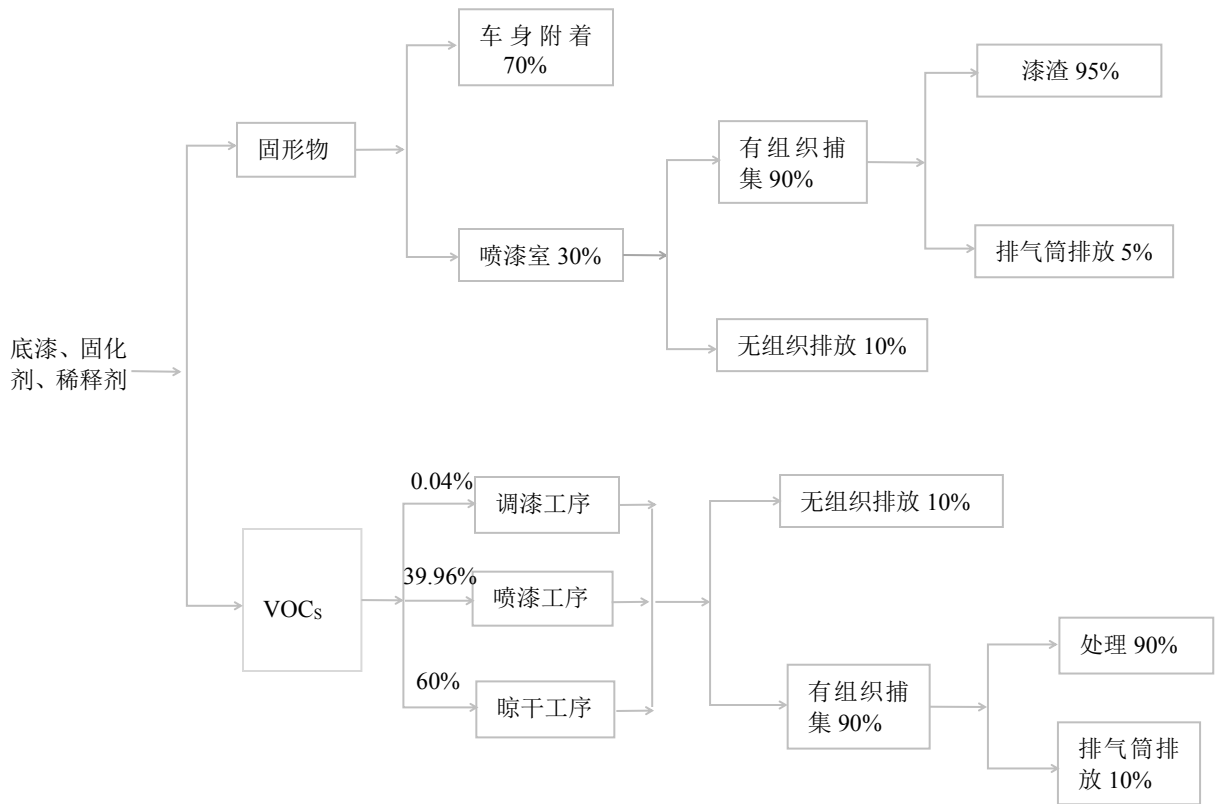 车身附着
70%
漆渣 95%
固形物
有组织捕
集 90%
喷漆室 30%
排气筒排放 5%
无组织排放 10%
底漆、固化
剂、稀释剂
0.04%
调漆工序
无组织排放 10%
39.96%
喷漆工序
VOCs
处理 90%
60%
晾干工序
有组织捕
集 90%
排气筒排
放 10%